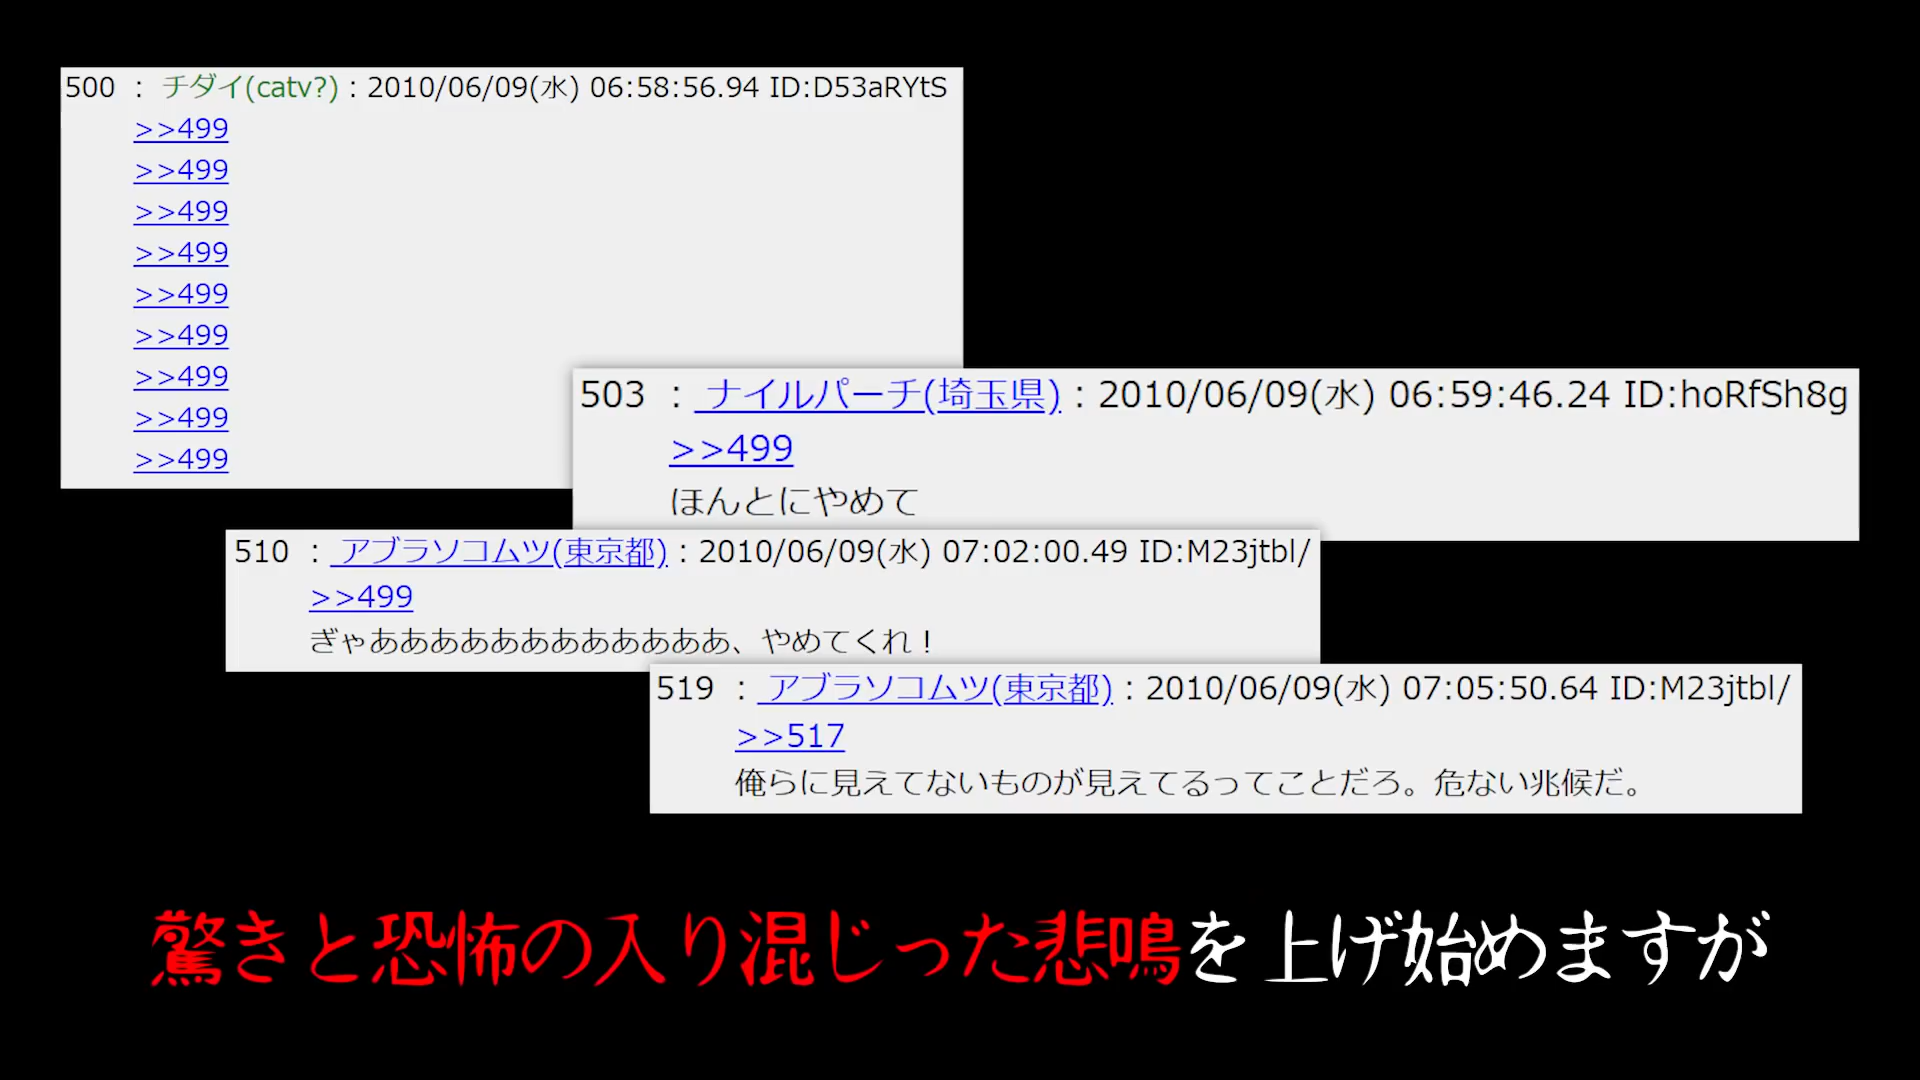 500 ： チダイ(catv?)：2010/06/09(水) 06:58:56.94 ID:D53aRYtS
>>499
>>499
>>499
>>499
>>499
>>499
>>499
>>499
>>499
503 ： ナイルパーチ(埼玉県)：2010/06/09(水) 06:59:46.24 ID:hoRfSh8g
>>499
ほんとにやめて
510 ： アブラソコムツ(東京都)：2010/06/09(水) 07:02:00.49 ID:M23jtbl/
>>499
ぎゃああああああああああああ、やめてくれ！
519 ： アブラソコムツ(東京都)：2010/06/09(水) 07:05:50.64 ID:M23jtbl/
>>517
俺らに見えてないものが見えてるってことだろ。危ない兆候だ。
驚きと恐怖の入り混じった悲鳴を上げ始めますが